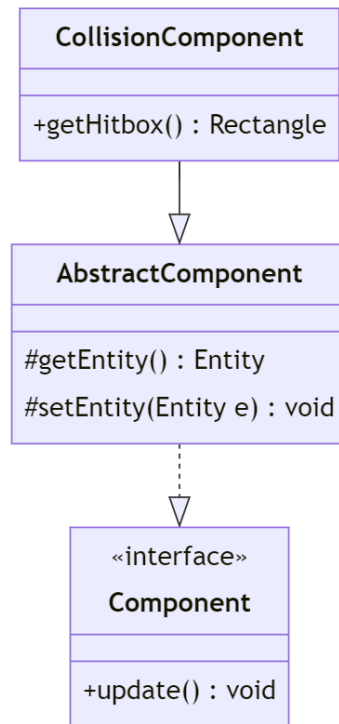 CollisionComponent
+getHitbox() : Rectangle
AbstractComponent
#getEntity() : Entity
#setEntity(Entity e) : void
«interface»
Component
+update() : void